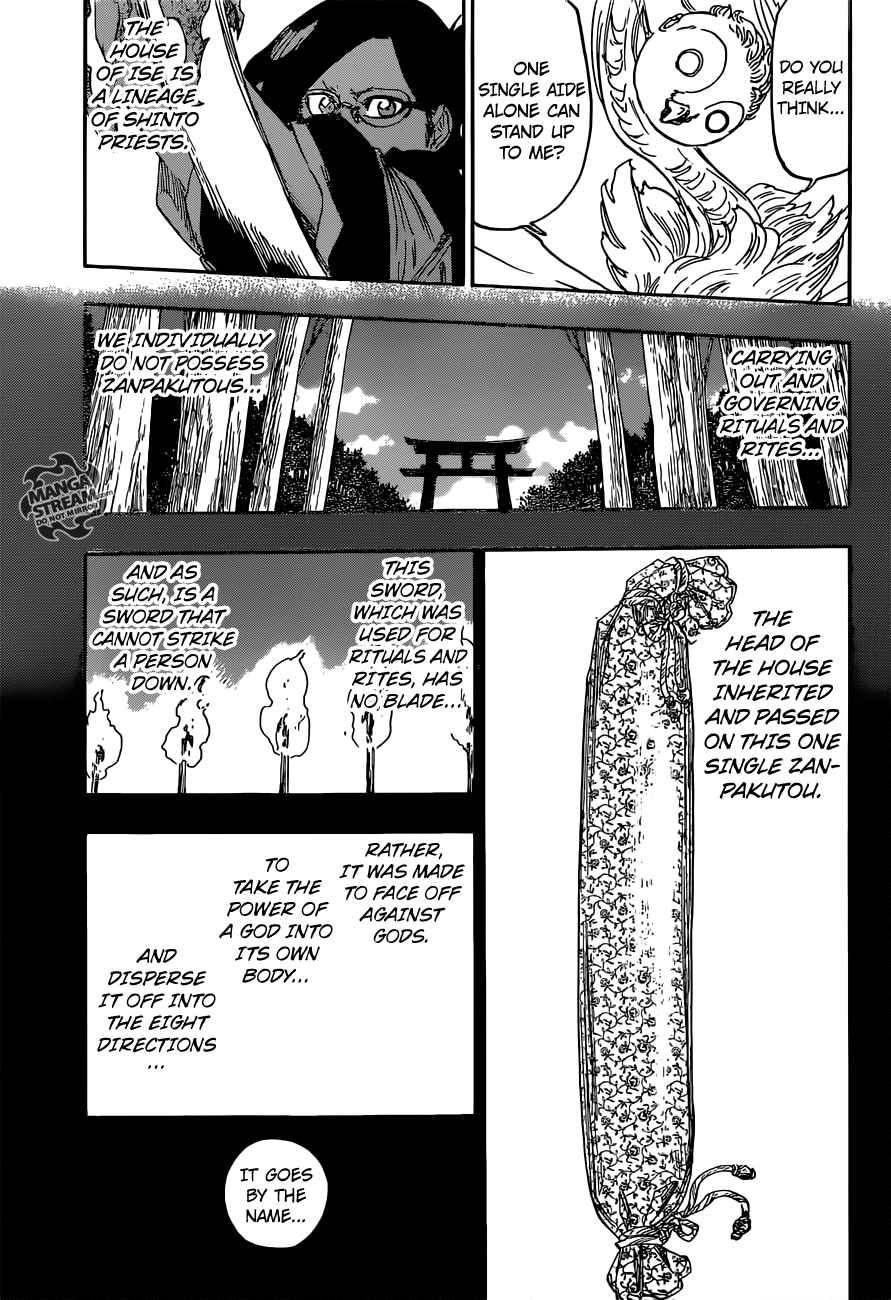 DO YOU
REALLY
THINK...
ONE
SINGLE AIDE
ALONE CAN
STAND UP
TO ME?
THE
HOUSE
OF ISE IS
A LINEAGE
OF SHINTO
PRIESTS.
CARRYING
OUT AND
GOVERNING
RITUALS AND
RITES...
WE INDIVIDUALLY
DO NOT POSSESS
ZANPAKUTOUS...
MANGA
STREAM.com
DO NOT MIRROR
THE
HEAD OF
THE HOUSE
INHERITED
AND PASSED
ON THIS ONE
SINGLE ZAN-
PAKUTOU.
THIS
SWORD,
WHICH WAS
USED FOR
RITUALS AND
RITES, HAS
NO BLADE...
AND AS
SUCH, IS A
SWORD THAT
CANNOT STRIKE
A PERSON
DOWN.
RATHER,
IT WAS MADE
TO FACE OFF
AGAINST
GODS.
TO
TAKE THE
POWER OF
A GOD INTO
ITS OWN
BODY...
AND
DISPERSE
IT OFF INTO
THE EIGHT
DIRECTIONS
...
IT GOES
BY THE
NAME...